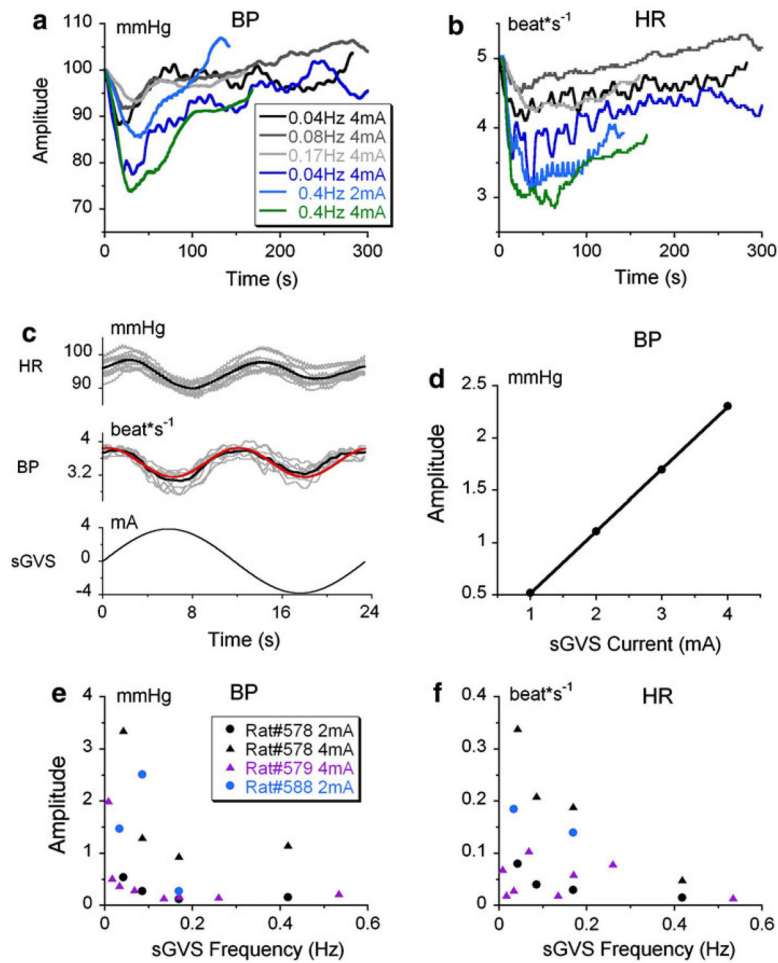 a mmHg BP
110
105
100
90
80
70
Amplitude
0.04Hz 4mA
0.08Hz 4mA
0.17Hz 4mA
0.04Hz 4mA
0.4Hz 2mA
0.4Hz 4mA
0 100 200 300
Time (s)
b beat*s-1 HR
5
4
3
0 100 200 300
Time (s)
c mmHg
HR
100
90
beat*s-1
BP
4
3.2
mA
sGVS
4
0
-4
0 8 16 24
Time (s)
BP
d mmHg
2.5
2
1.5
1
0.5
Amplitude
1 2 3 4
sGVS Current (mA)
e mmHg BP
4
3
2
1
0
Amplitude
Rat#578 2mA
Rat#578 4mA
Rat#579 4mA
Rat#588 2mA
0 0.2 0.4 0.6
sGVS Frequency (Hz)
f beat*s-1 HR
0.4
0.3
0.2
0.1
0
0 0.2 0.4 0.6
sGVS Frequency (Hz)